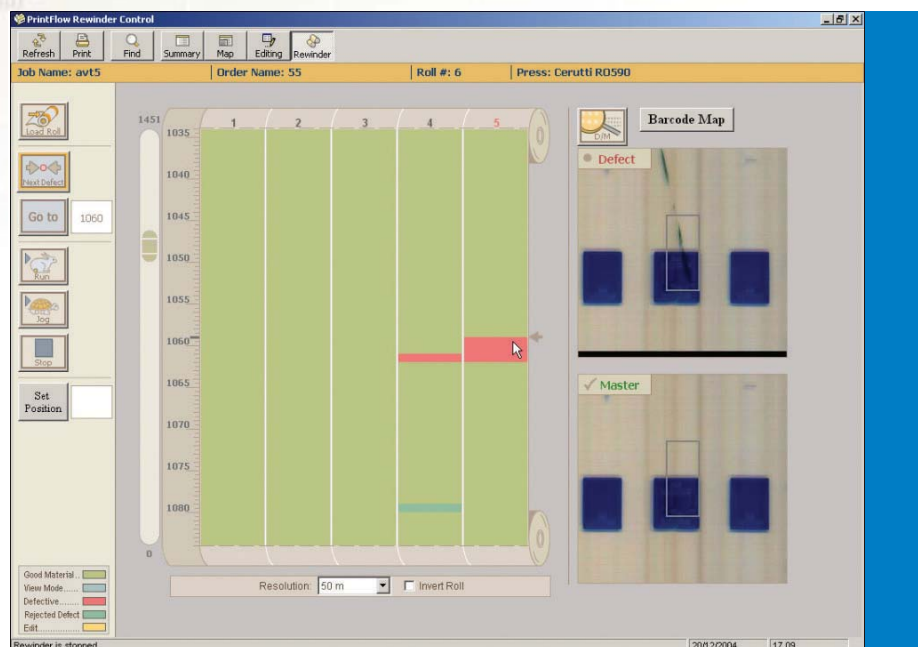 PrintFlow Rewinder Control
Refresh Print Find Summary Map Editing Rewinder
Job Name: avt5 Order Name: 55 Roll #: 6 Press: Cerutti RO590
Load Roll
Next Defect
Go to 1060
Run
Jog
Stop
Set
Position
1451
0
1 2 3 4 5
1035
1040
1045
1050
1055
1060
1065
1070
1075
1080
Resolution: 50 m Invert Roll
D/M Barcode Map
Defect
Master
Good Material..
View Mode......
Defective........
Rejected Defect
Edit................
Rewinder is stopped
20/12/2004 17:09